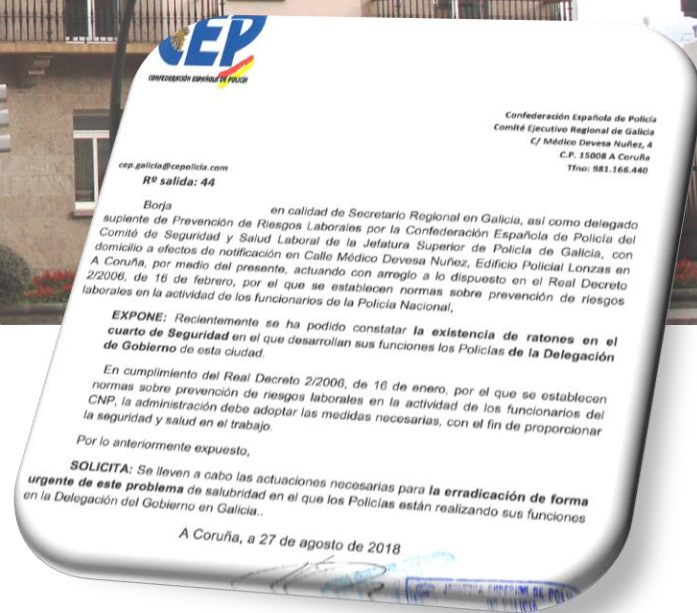 CEP
CONFEDERACIÓN ESPAÑOLA DE POLICÍA
Confederación Española de Policía
Comité Ejecutivo Regional de Galicia
C/ Médico Devesa Nuñez, 4
C.P. 15008 A Coruña
Tfno: 981.166.440
cep.galicia@cepolicia.com
Rº salida: 44
Borja en calidad de Secretario Regional en Galicia, así como delegado
suplente de Prevención de Riesgos Laborales por la Confederación Española de Policía del
Comité de Seguridad y Salud Laboral de la Jefatura Superior de Policía de Galicia, con
domicilio a efectos de notificación en Calle Médico Devesa Nuñez, Edificio Policial Lonzas en
A Coruña, por medio del presente, actuando con arreglo a lo dispuesto en el Real Decreto
2/2006, de 16 de febrero, por el que se establecen normas sobre prevención de riesgos
laborales en la actividad de los funcionarios de la Policía Nacional,
EXPONE: Recientemente se ha podido constatar la existencia de ratones en el
cuarto de Seguridad en el que desarrollan sus funciones los Policías de la Delegación
de Gobierno de esta ciudad.
En cumplimiento del Real Decreto 2/2006, de 16 de enero, por el que se establecen
normas sobre prevención de riesgos laborales en la actividad de los funcionarios del
CNP, la administración debe adoptar las medidas necesarias, con el fin de proporcionar
la seguridad y salud en el trabajo.
Por lo anteriormente expuesto,
SOLICITA: Se lleven a cabo las actuaciones necesarias para la erradicación de forma
urgente de este problema de salubridad en el que los Policías están realizando sus funciones
en la Delegación del Gobierno en Galicia..
A Coruña, a 27 de agosto de 2018
JEFATURA SUPERIOR DE POLI
DE GALICIA